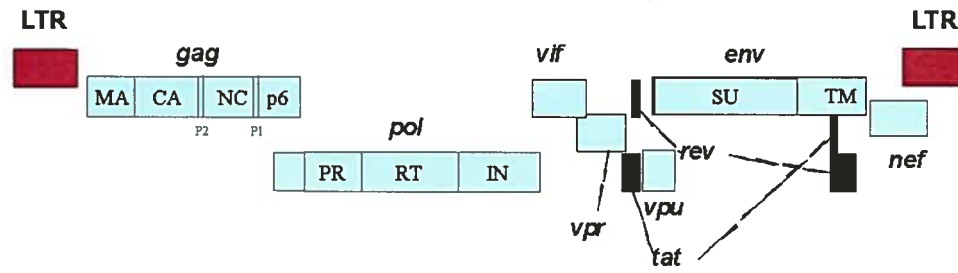 LTR LTR
gag vif env
MA CA NC p6 SU TM
P2 P1
pol rev nef
PR RT IN
vpr vpu
tat